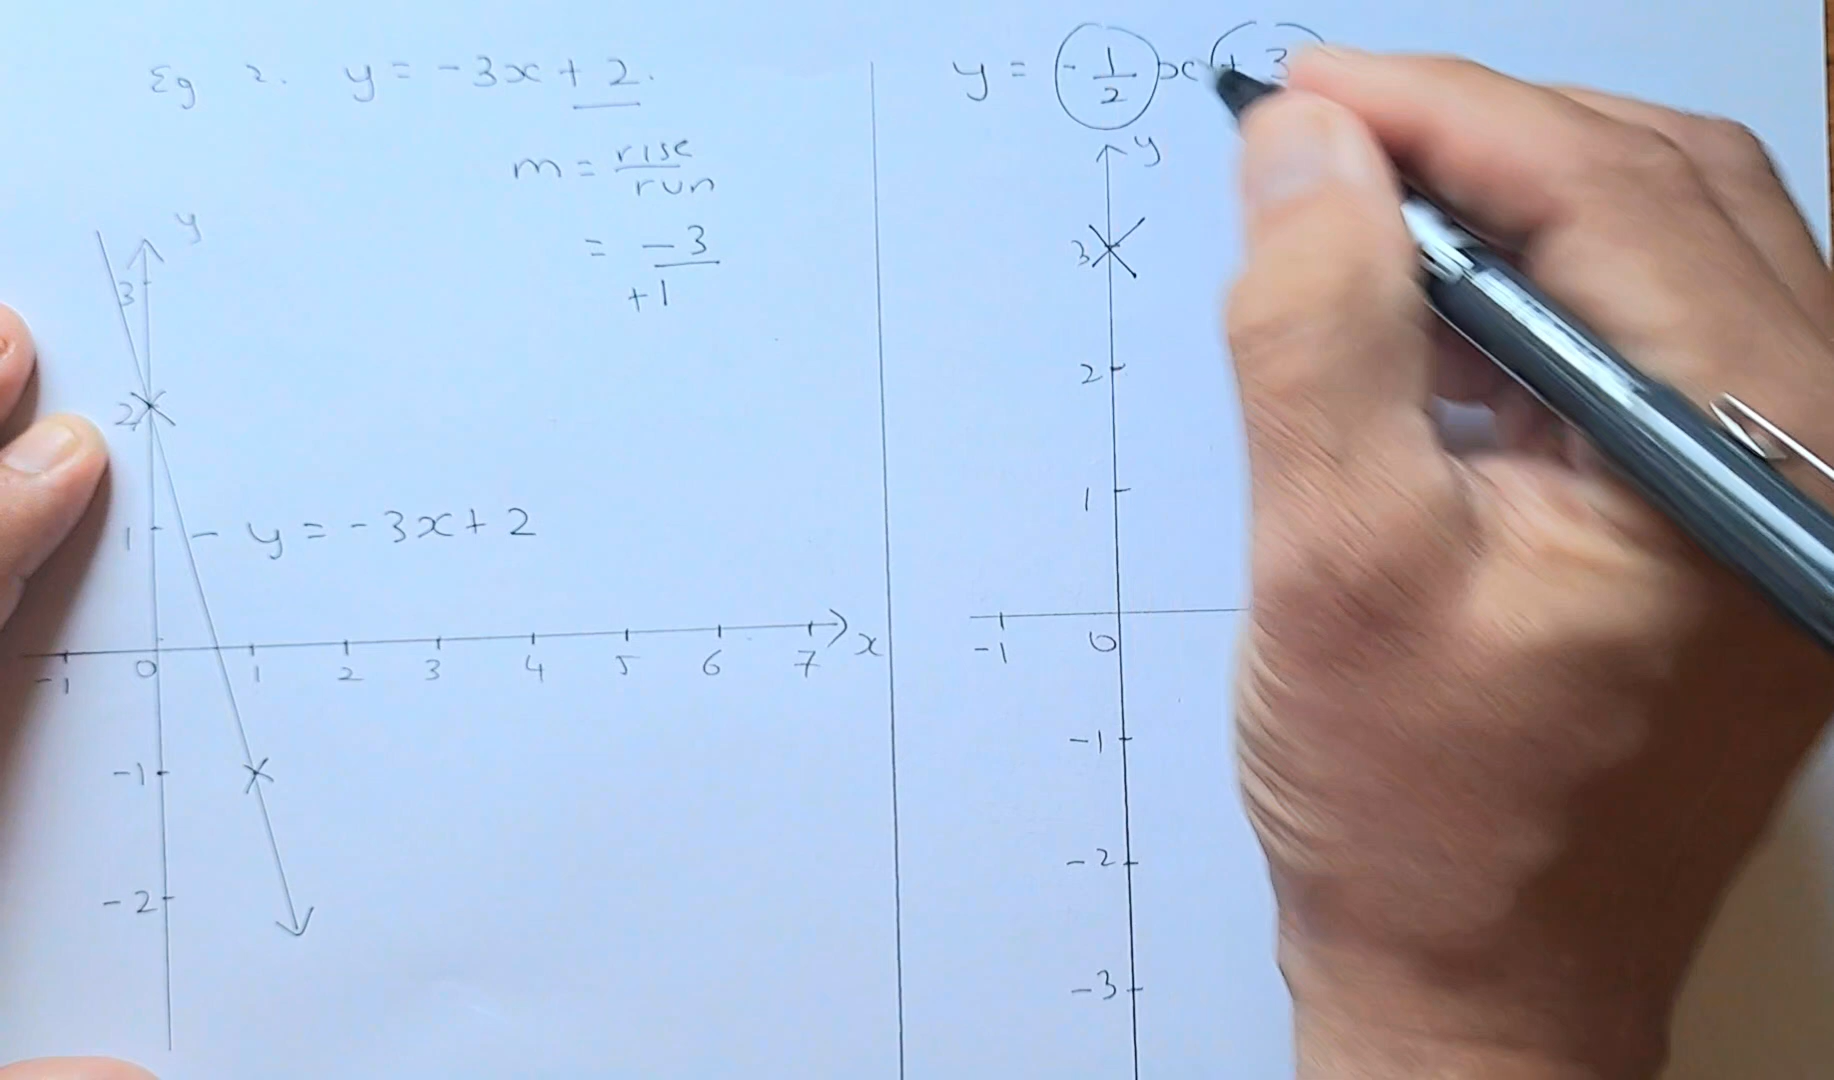 Eg 2. y = -3x + 2.
m = rise
run
= -3
+1
y
3
2
1
- y = -3x + 2
-1 0 1 2 3 4 5 6 7 x
-1
-2
y = - 1/2 x + 3
y
3
2
1
-1 0
-1
-2
-3